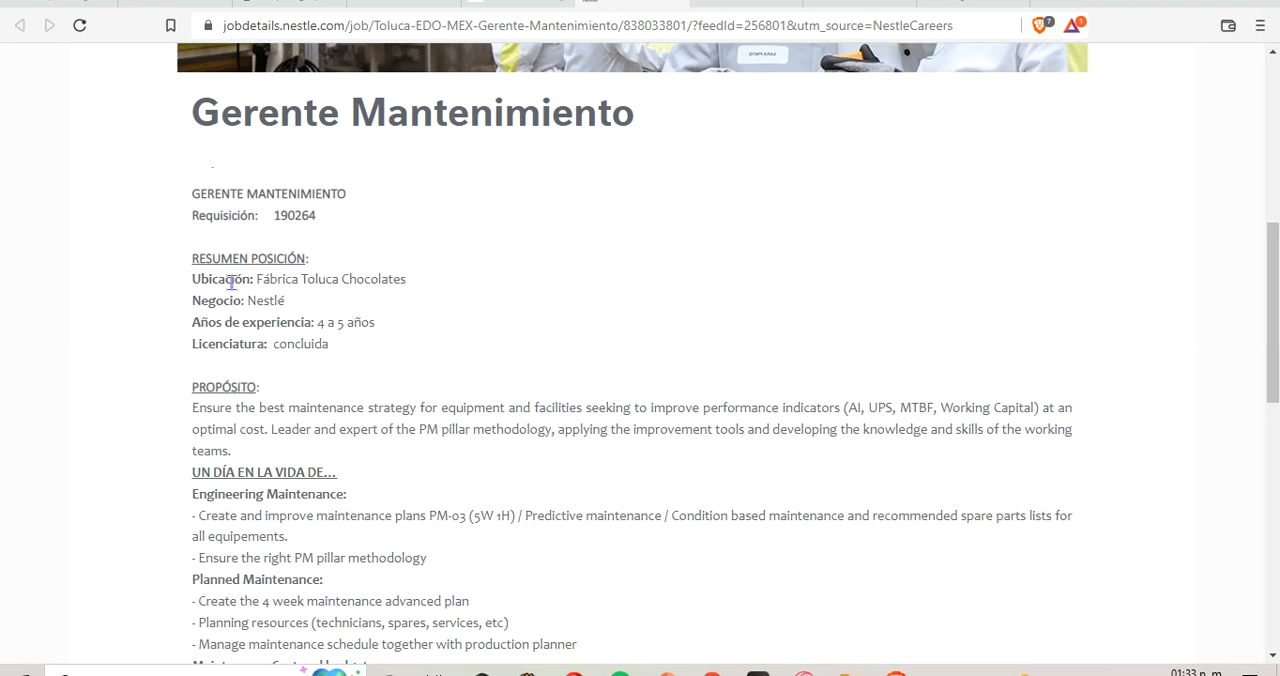 jobdetails.nestle.com/job/Toluca-EDO-MEX-Gerente-Mantenimiento/838033801/?feedId=256801&utm_source=NestleCareers
7
1
Gerente Mantenimiento
GERENTE MANTENIMIENTO
Requisición: 190264
RESUMEN POSICIÓN:
Ubicación: Fábrica Toluca Chocolates
Negocio: Nestlé
Años de experiencia: 4 a 5 años
Licenciatura: concluida
PROPÓSITO:
Ensure the best maintenance strategy for equipment and facilities seeking to improve performance indicators (AI, UPS, MTBF, Working Capital) at an
optimal cost. Leader and expert of the PM pillar methodology, applying the improvement tools and developing the knowledge and skills of the working
teams.
UN DÍA EN LA VIDA DE...
Engineering Maintenance:
- Create and improve maintenance plans PM-03 (5W 1H) / Predictive maintenance / Condition based maintenance and recommended spare parts lists for
all equipements.
- Ensure the right PM pillar methodology
Planned Maintenance:
- Create the 4 week maintenance advanced plan
- Planning resources (technicians, spares, services, etc)
- Manage maintenance schedule together with production planner
01:33 p. m.